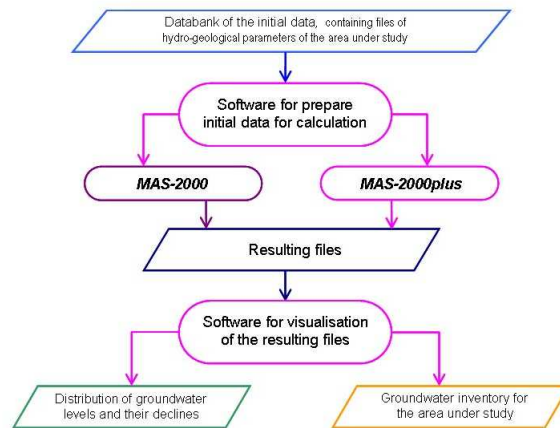 Databank of the initial data, containing files of
hydro-geological parameters of the area under study
Software for prepare
initial data for calculation
MAS-2000
MAS-2000plus
Resulting files
Software for visualisation
of the resulting files
Distribution of groundwater
levels and their declines
Groundwater inventory for
the area under study